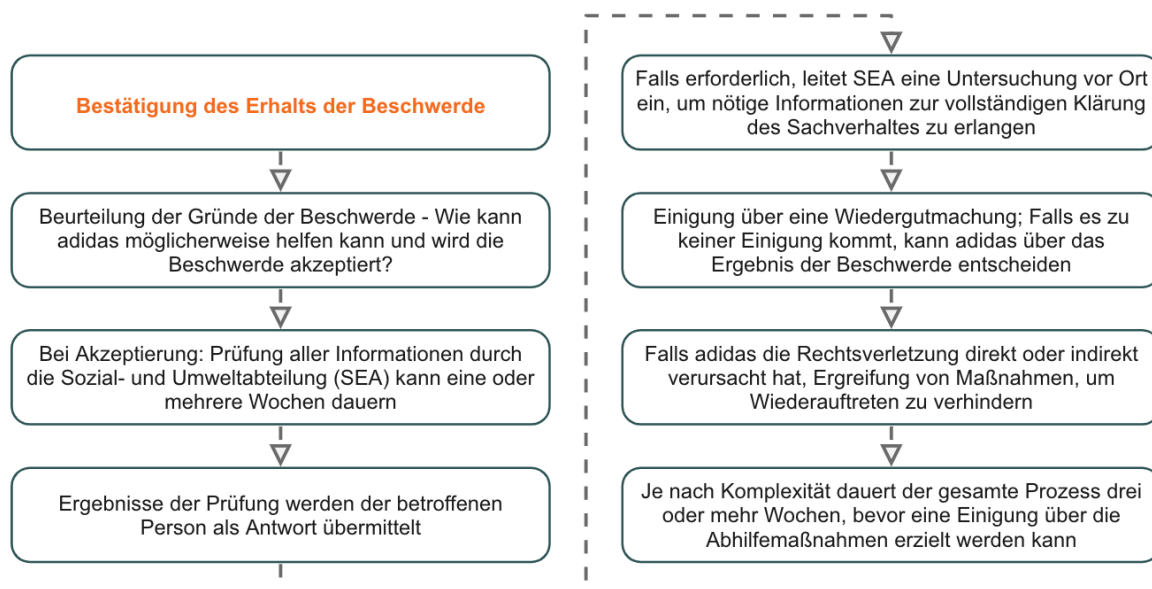 Bestätigung des Erhalts der Beschwerde
Beurteilung der Gründe der Beschwerde - Wie kann
adidas möglicherweise helfen kann und wird die
Beschwerde akzeptiert?
Bei Akzeptierung: Prüfung aller Informationen durch
die Sozial- und Umweltabteilung (SEA) kann eine oder
mehrere Wochen dauern
Ergebnisse der Prüfung werden der betroffenen
Person als Antwort übermittelt
Falls erforderlich, leitet SEA eine Untersuchung vor Ort
ein, um nötige Informationen zur vollständigen Klärung
des Sachverhaltes zu erlangen
Einigung über eine Wiedergutmachung; Falls es zu
keiner Einigung kommt, kann adidas über das
Ergebnis der Beschwerde entscheiden
Falls adidas die Rechtsverletzung direkt oder indirekt
verursacht hat, Ergreifung von Maßnahmen, um
Wiederauftreten zu verhindern
Je nach Komplexität dauert der gesamte Prozess drei
oder mehr Wochen, bevor eine Einigung über die
Abhilfemaßnahmen erzielt werden kann